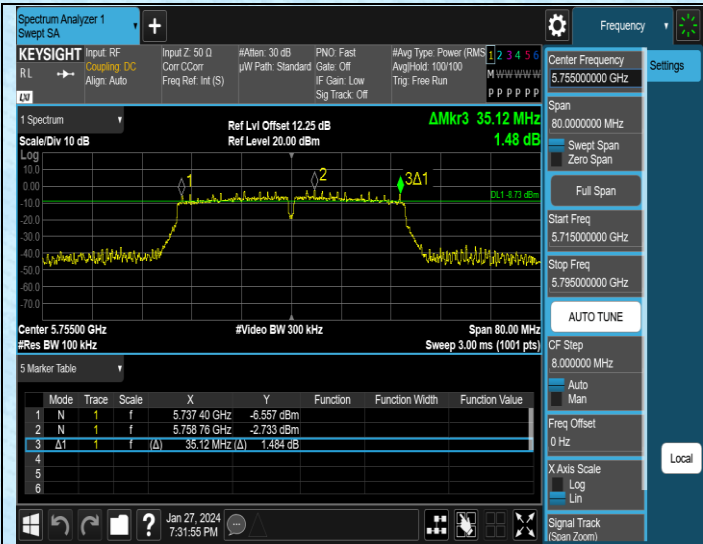 Spectrum Analyzer 1
Swept SA
+
Frequency
KEYSIGHT Input: RF Input Z: 50 Ω #Atten: 30 dB PNO: Fast #Avg Type: Power (RMS 1 2 3 4 5 6
RL Coupling: DC Corr CCorr µW Path: Standard Gate: Off Avg|Hold: 100/100 M W W W W W
Align: Auto Freq Ref: Int (S) IF Gain: Low Trig: Free Run
Sig Track: Off P P P P P P
LXI
1 Spectrum
Ref Lvl Offset 12.25 dB
ΔMkr3 35.12 MHz
Scale/Div 10 dB
Ref Level 20.00 dBm
1.48 dB
Log
10.0
0.00
-10.0
-20.0
-30.0
-40.0
-50.0
-60.0
-70.0
1
2
3Δ1
DL1 -8.73 dBm
Center 5.75500 GHz #Video BW 300 kHz Span 80.00 MHz
#Res BW 100 kHz Sweep 3.00 ms (1001 pts)
5 Marker Table
Mode Trace Scale X Y Function Function Width Function Value
1 N 1 f 5.737 40 GHz -6.557 dBm
2 N 1 f 5.758 76 GHz -2.733 dBm
3 Δ1 1 f (Δ) 35.12 MHz (Δ) 1.484 dB
4
5
6
?
Jan 27, 2024
7:31:55 PM
Center Frequency
5.755000000 GHz
Settings
Span
80.0000000 MHz
Swept Span
Zero Span
Full Span
Start Freq
5.715000000 GHz
Stop Freq
5.795000000 GHz
AUTO TUNE
CF Step
8.000000 MHz
Auto
Man
Freq Offset
0 Hz
X Axis Scale
Log
Lin
Local
Signal Track
(Span Zoom)